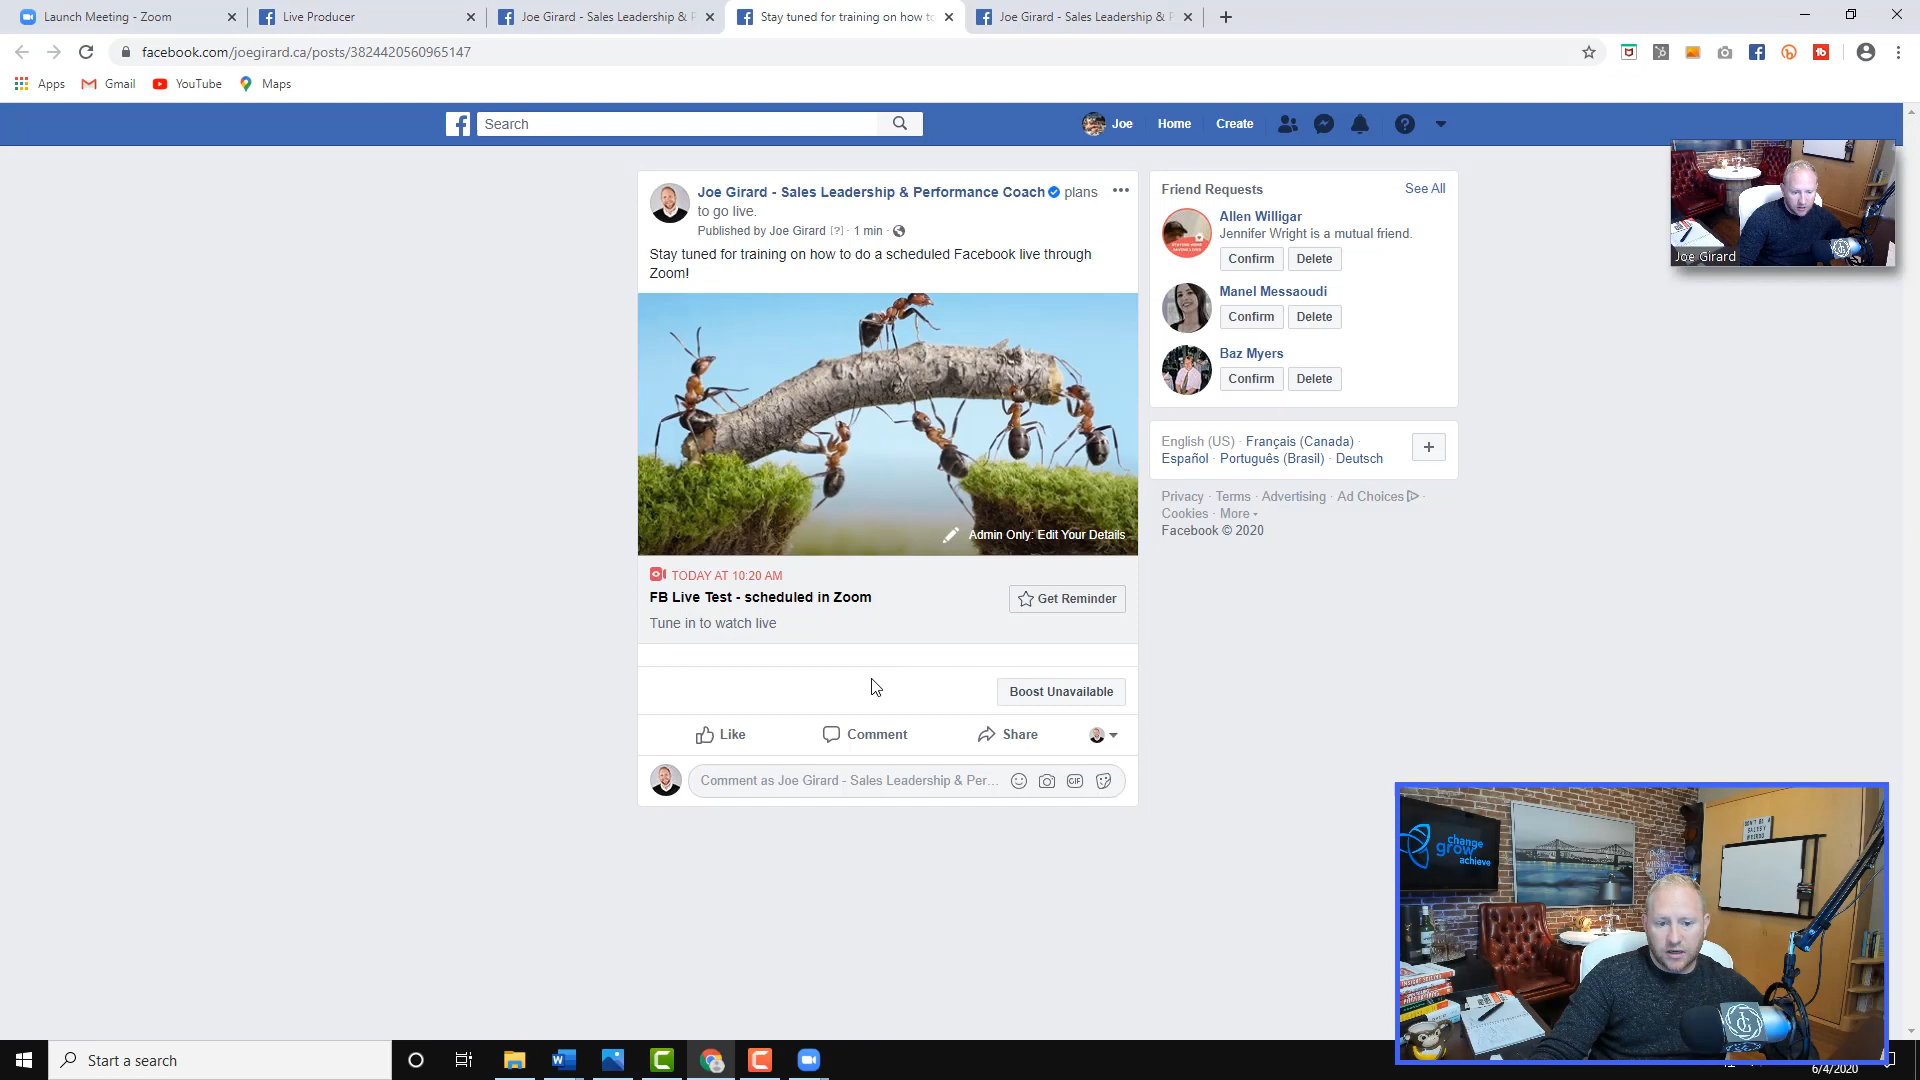 Launch Meeting - Zoom
Live Producer
Joe Girard - Sales Leadership & P
Stay tuned for training on how to
Joe Girard - Sales Leadership & P
facebook.com/joegirard.ca/posts/3824420560965147
Apps
Gmail
YouTube
Maps
Search
Joe
Home
Create
Joe Girard - Sales Leadership & Performance Coach plans
to go live.
Published by Joe Girard [?] · 1 min ·
Stay tuned for training on how to do a scheduled Facebook live through
Zoom!
Admin Only: Edit Your Details
TODAY AT 10:20 AM
FB Live Test - scheduled in Zoom
Tune in to watch live
Get Reminder
Boost Unavailable
Like
Comment
Share
Comment as Joe Girard - Sales Leadership & Per...
GIF
Friend Requests
See All
Allen Willigar
Jennifer Wright is a mutual friend.
Confirm
Delete
Manel Messaoudi
Confirm
Delete
Baz Myers
Confirm
Delete
English (US) · Français (Canada) ·
Español · Português (Brasil) · Deutsch
Privacy · Terms · Advertising · Ad Choices ·
Cookies · More
Facebook © 2020
Joe Girard
change
grow
achieve
DON'T BE A
SALESY
WEIRDO
Start a search
6/4/2020